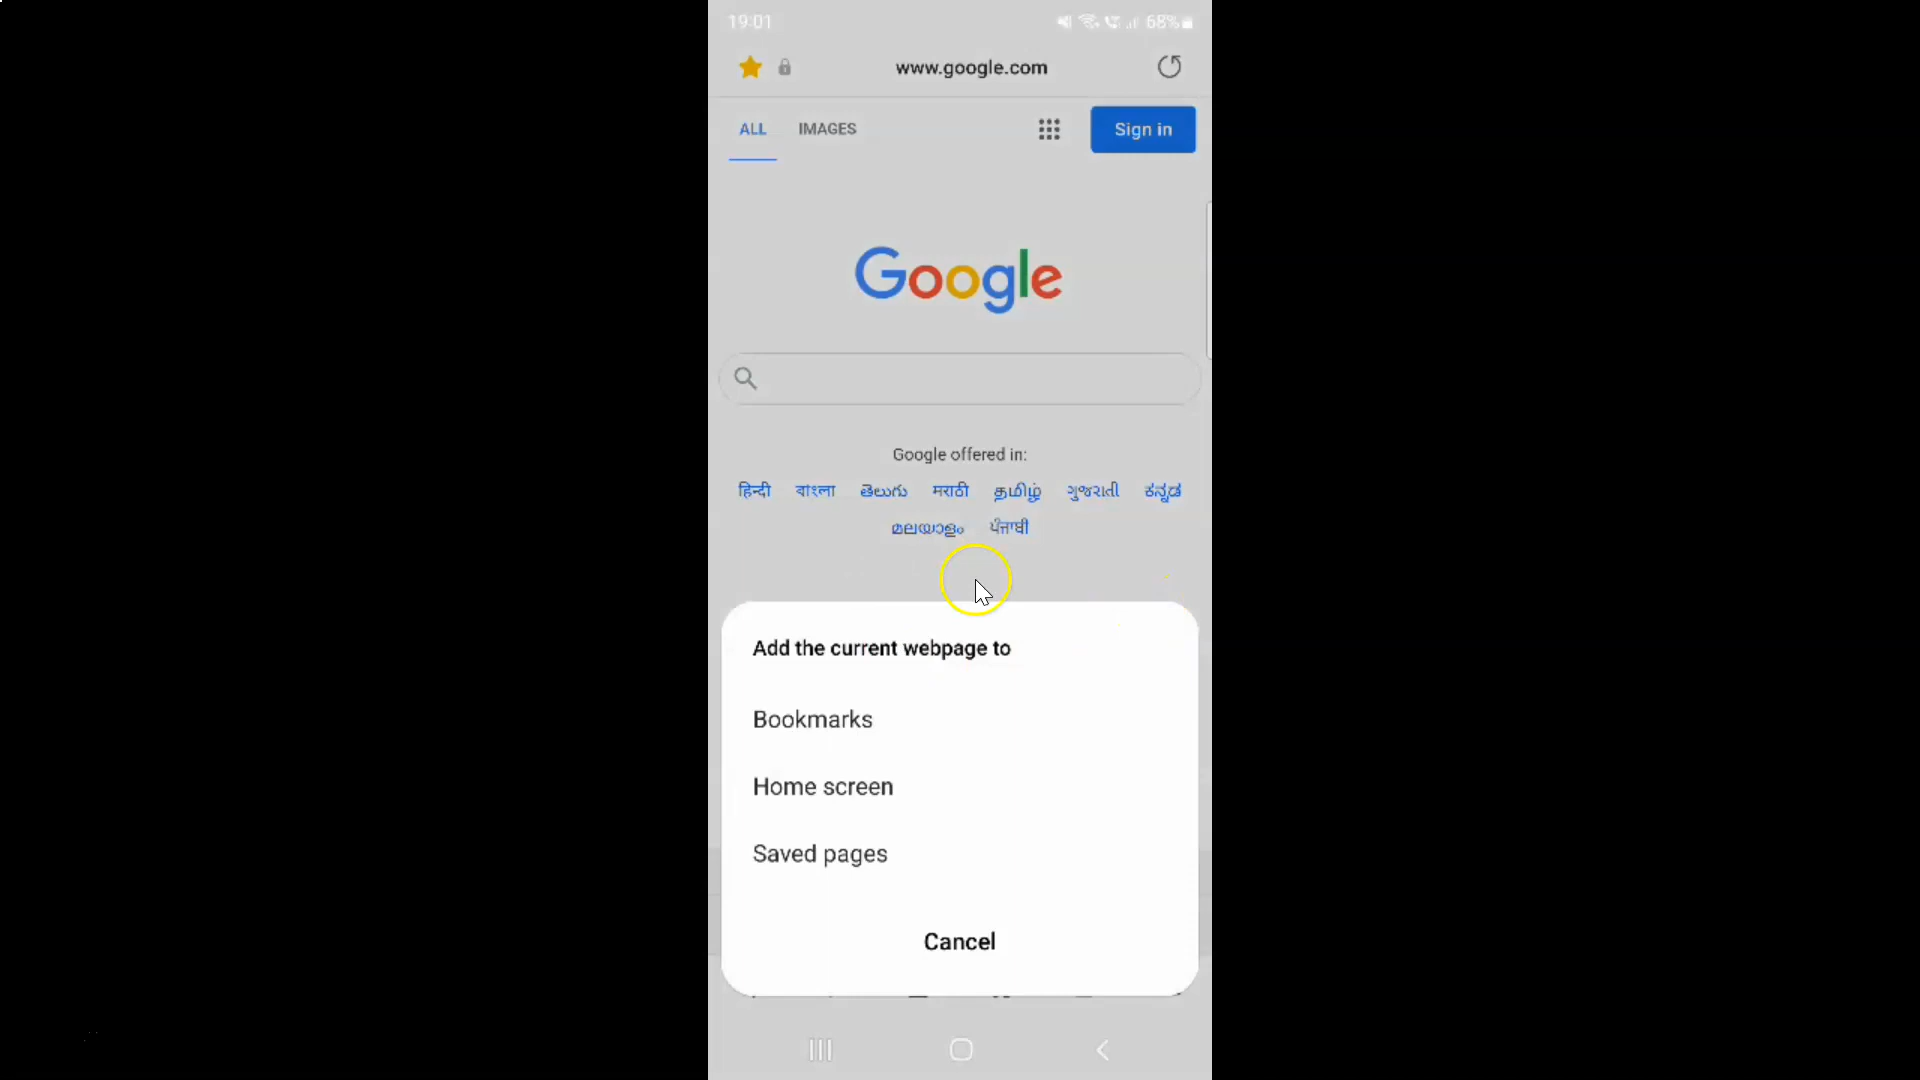 19:01 68%
www.google.com
ALL IMAGES Sign in
Google
Google offered in:
हिन्दी বাংলা తెలుగు मराठी தமிழ் ગુજરાતી ಕನ್ನಡ
മലയാളം ਪੰਜਾਬੀ
Add the current webpage to
Bookmarks
Home screen
Saved pages
Cancel